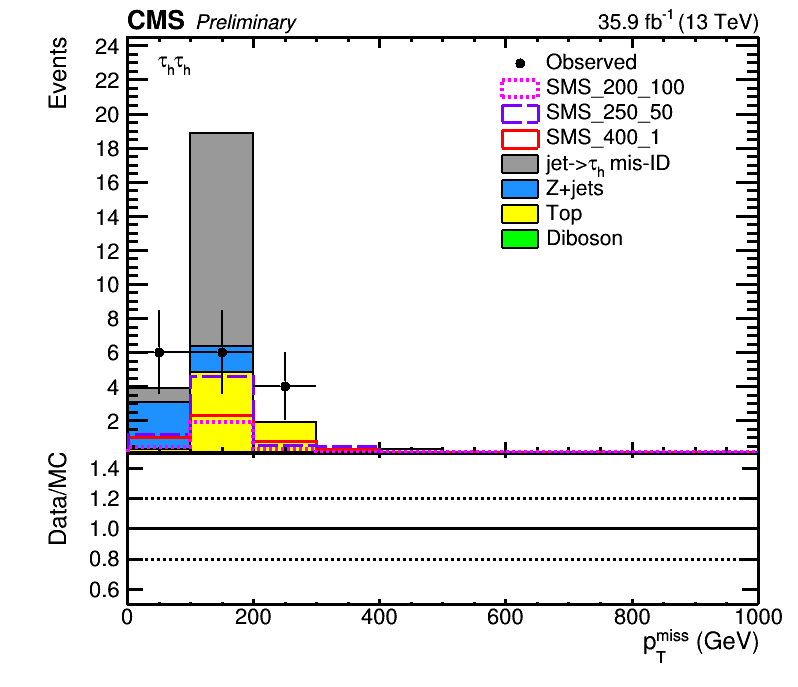 CMS Preliminary 35.9 fb⁻¹ (13 TeV)
Events
24
22
20
18
16
14
12
10
8
6
4
2
τhτh
Observed
SMS_200_100
SMS_250_50
SMS_400_1
jet->τh mis-ID
Z+jets
Top
Diboson
Data/MC
1.4
1.2
1.0
0.8
0.6
0 200 400 600 800 1000
pTmiss (GeV)